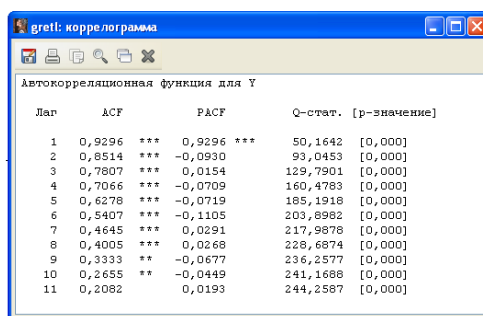 gretl: коррелограмма
Автокорреляционная функция для Y
Лаг ACF PACF Q-стат. [p-значение]
1 0,9296 *** 0,9296 *** 50,1642 [0,000]
2 0,8514 *** -0,0930 93,0453 [0,000]
3 0,7807 *** 0,0154 129,7901 [0,000]
4 0,7066 *** -0,0709 160,4783 [0,000]
5 0,6278 *** -0,0719 185,1918 [0,000]
6 0,5407 *** -0,1105 203,8982 [0,000]
7 0,4645 *** 0,0291 217,9878 [0,000]
8 0,4005 *** 0,0268 228,6874 [0,000]
9 0,3333 ** -0,0677 236,2577 [0,000]
10 0,2655 ** -0,0449 241,1688 [0,000]
11 0,2082 0,0193 244,2587 [0,000]